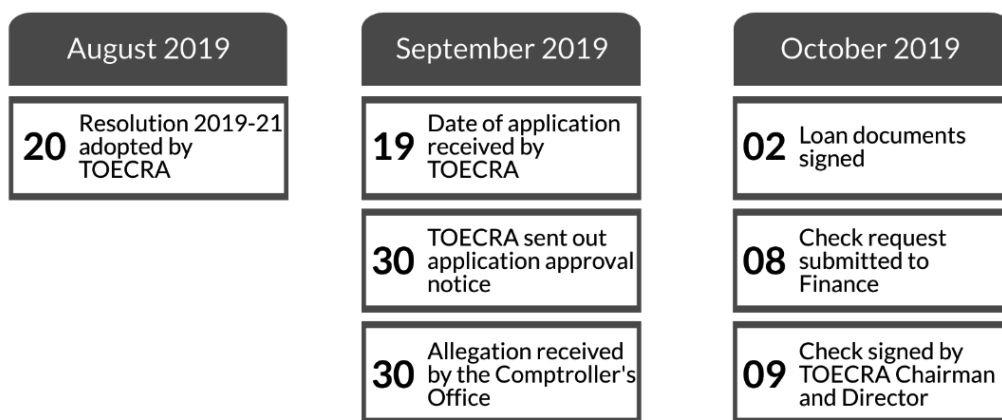 August 2019
20
Resolution 2019-21
adopted by
TOECRA
September 2019
19
Date of application
received by
TOECRA
30
TOECRA sent out
application approval
notice
30
Allegation received
by the Comptroller's
Office
October 2019
02
Loan documents
signed
08
Check request
submitted to
Finance
09
Check signed by
TOECRA Chairman
and Director